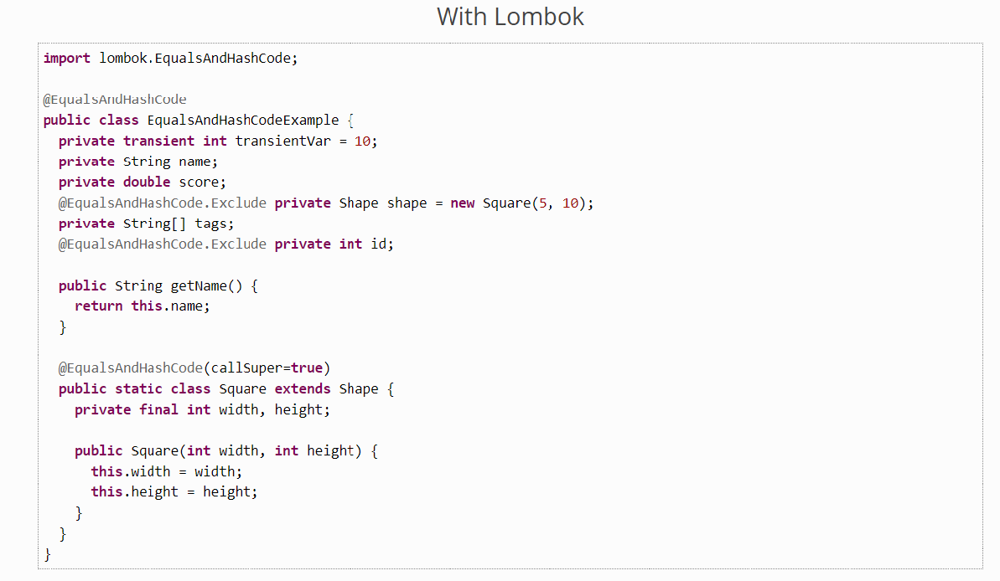 With Lombok
import lombok.EqualsAndHashCode;
@EqualsAndHashCode
public class EqualsAndHashCodeExample {
private transient int transientVar = 10;
private String name;
private double score;
@EqualsAndHashCode.Exclude private Shape shape = new Square(5, 10);
private String[] tags;
@EqualsAndHashCode.Exclude private int id;
public String getName() {
return this.name;
}
@EqualsAndHashCode(callSuper=true)
public static class Square extends Shape {
private final int width, height;
public Square(int width, int height) {
this.width = width;
this.height = height;
}
}
}